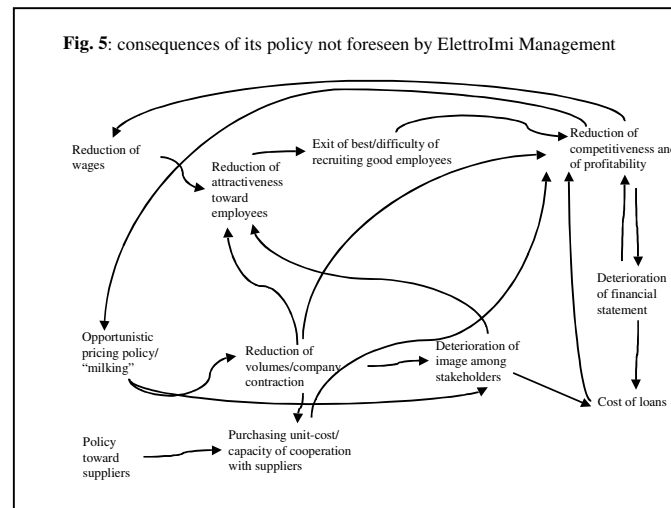 Fig. 5: consequences of its policy not foreseen by ElettroImi Management
Reduction of
wages
Reduction of
attractiveness
toward
employees
Exit of best/difficulty of
recruiting good employees
Reduction of
competitiveness and
of profitability
Deterioration
of financial
statement
Opportunistic
pricing policy/
“milking”
Reduction of
volumes/company
contraction
Deterioration of
image among
stakeholders
Cost of loans
Policy
toward
suppliers
Purchasing unit-cost/
capacity of cooperation
with suppliers